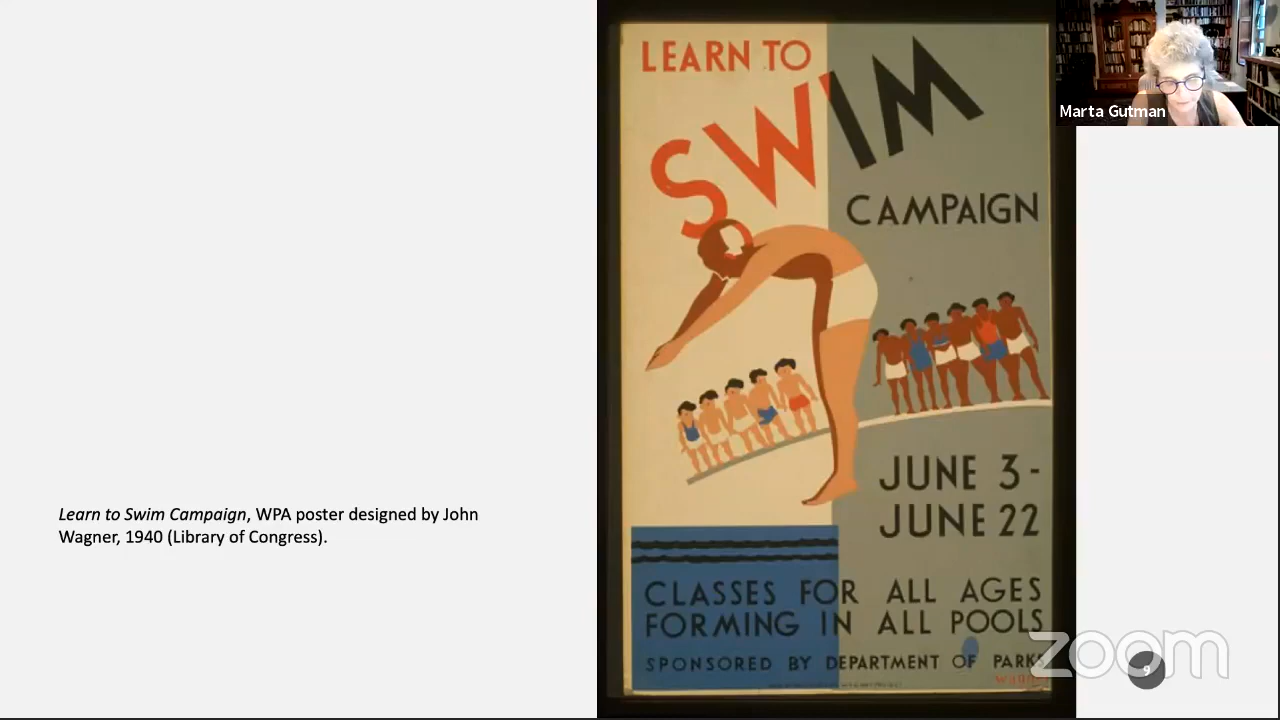 LEARN TO
SWIM
CAMPAIGN
JUNE 3-
JUNE 22
CLASSES FOR ALL AGES
FORMING IN ALL POOLS
SPONSORED BY DEPARTMENT OF PARKS
Learn to Swim Campaign, WPA poster designed by John
Wagner, 1940 (Library of Congress).
Marta Gutman
zoom
9